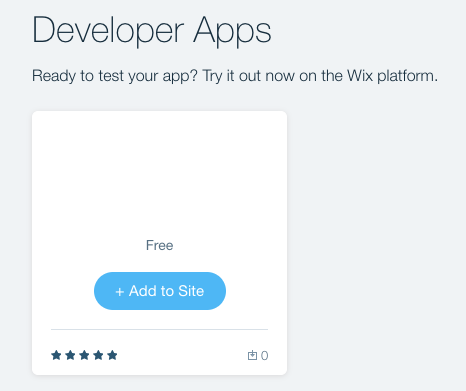 Developer Apps
Ready to test your app? Try it out now on the Wix platform.
Free
+ Add to Site
0